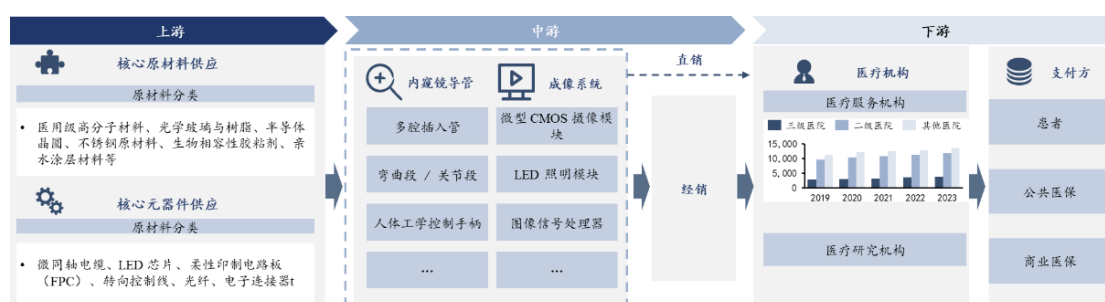 上游
中游
下游
核心原材料供应
原材料分类
• 医用级高分子材料、光学玻璃与树脂、半导体
晶圆、不锈钢原材料、生物相容性胶粘剂、亲
水涂层材料等
核心元器件供应
原材料分类
• 微同轴电缆、LED 芯片、柔性印制电路板
（FPC）、转向控制线、光纤、电子连接器t
内窥镜导管
多腔插入管
弯曲段 / 关节段
人体工学控制手柄
...
成像系统
微型 CMOS 摄像模
块
LED 照明模块
图像信号处理器
...
直销
经销
医疗机构
医疗服务机构
三级医院 二级医院 其他医院
15,000
10,000
5,000
0
2019 2020 2021 2022 2023
医疗研究机构
支付方
患者
公共医保
商业医保